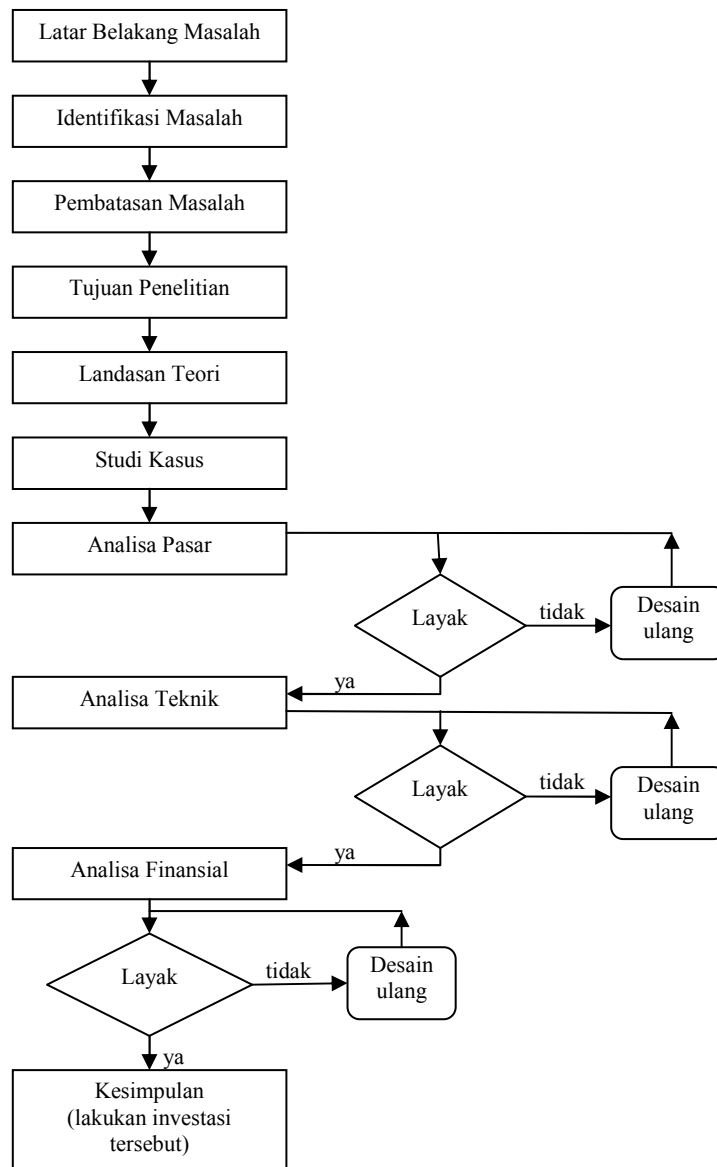 Latar Belakang Masalah
Identifikasi Masalah
Pembatasan Masalah
Tujuan Penelitian
Landasan Teori
Studi Kasus
Analisa Pasar
Layak
tidak
Desain
ulang
ya
Analisa Teknik
Layak
tidak
Desain
ulang
ya
Analisa Finansial
Layak
tidak
Desain
ulang
ya
Kesimpulan
(lakukan investasi
tersebut)